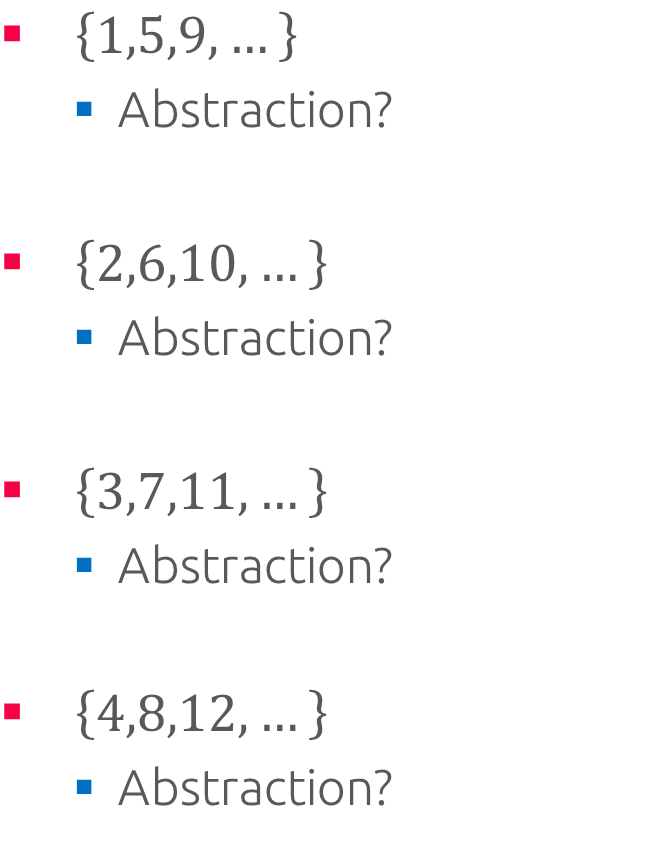 {1,5,9, … }
Abstraction?
{2,6,10, … }
Abstraction?
{3,7,11, … }
Abstraction?
{4,8,12, … }
Abstraction?